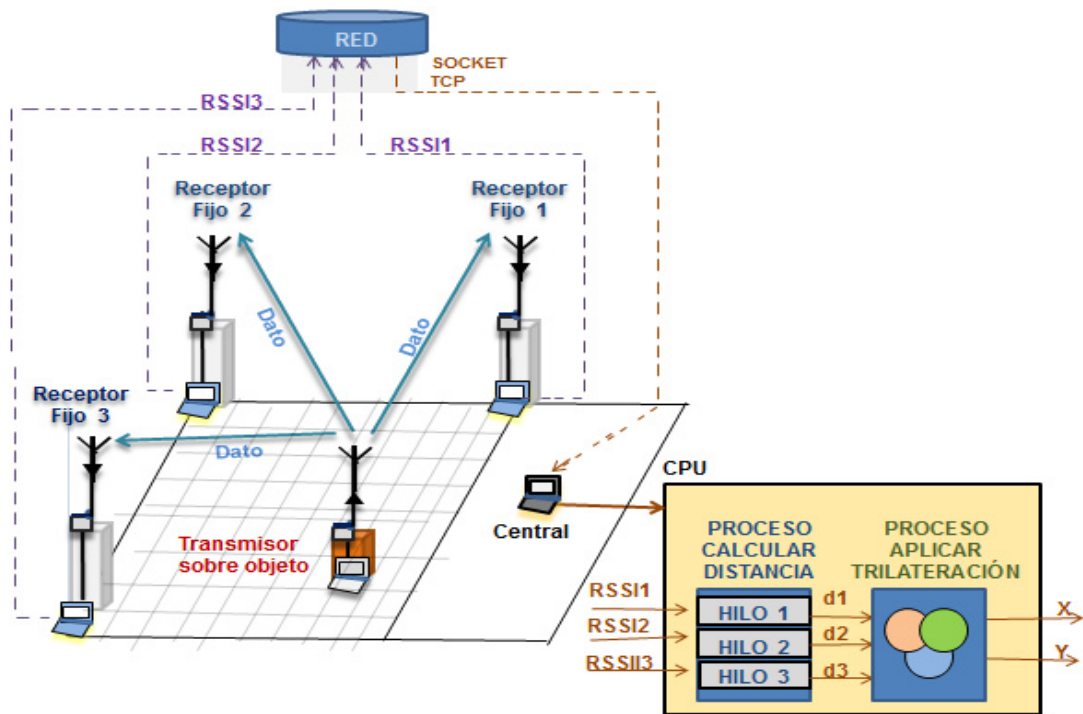 RED
SOCKET
TCP
RSSI3
RSSI2
RSSI1
Receptor
Fijo 2
Receptor
Fijo 1
Receptor
Fijo 3
Dato
Dato
Dato
Transmisor
sobre objeto
Central
CPU
PROCESO
CALCULAR
DISTANCIA
PROCESO
APLICAR
TRILATERACIÓN
RSSI1
RSSI2
RSSII3
HILO 1
HILO 2
HILO 3
d1
d2
d3
X
Y